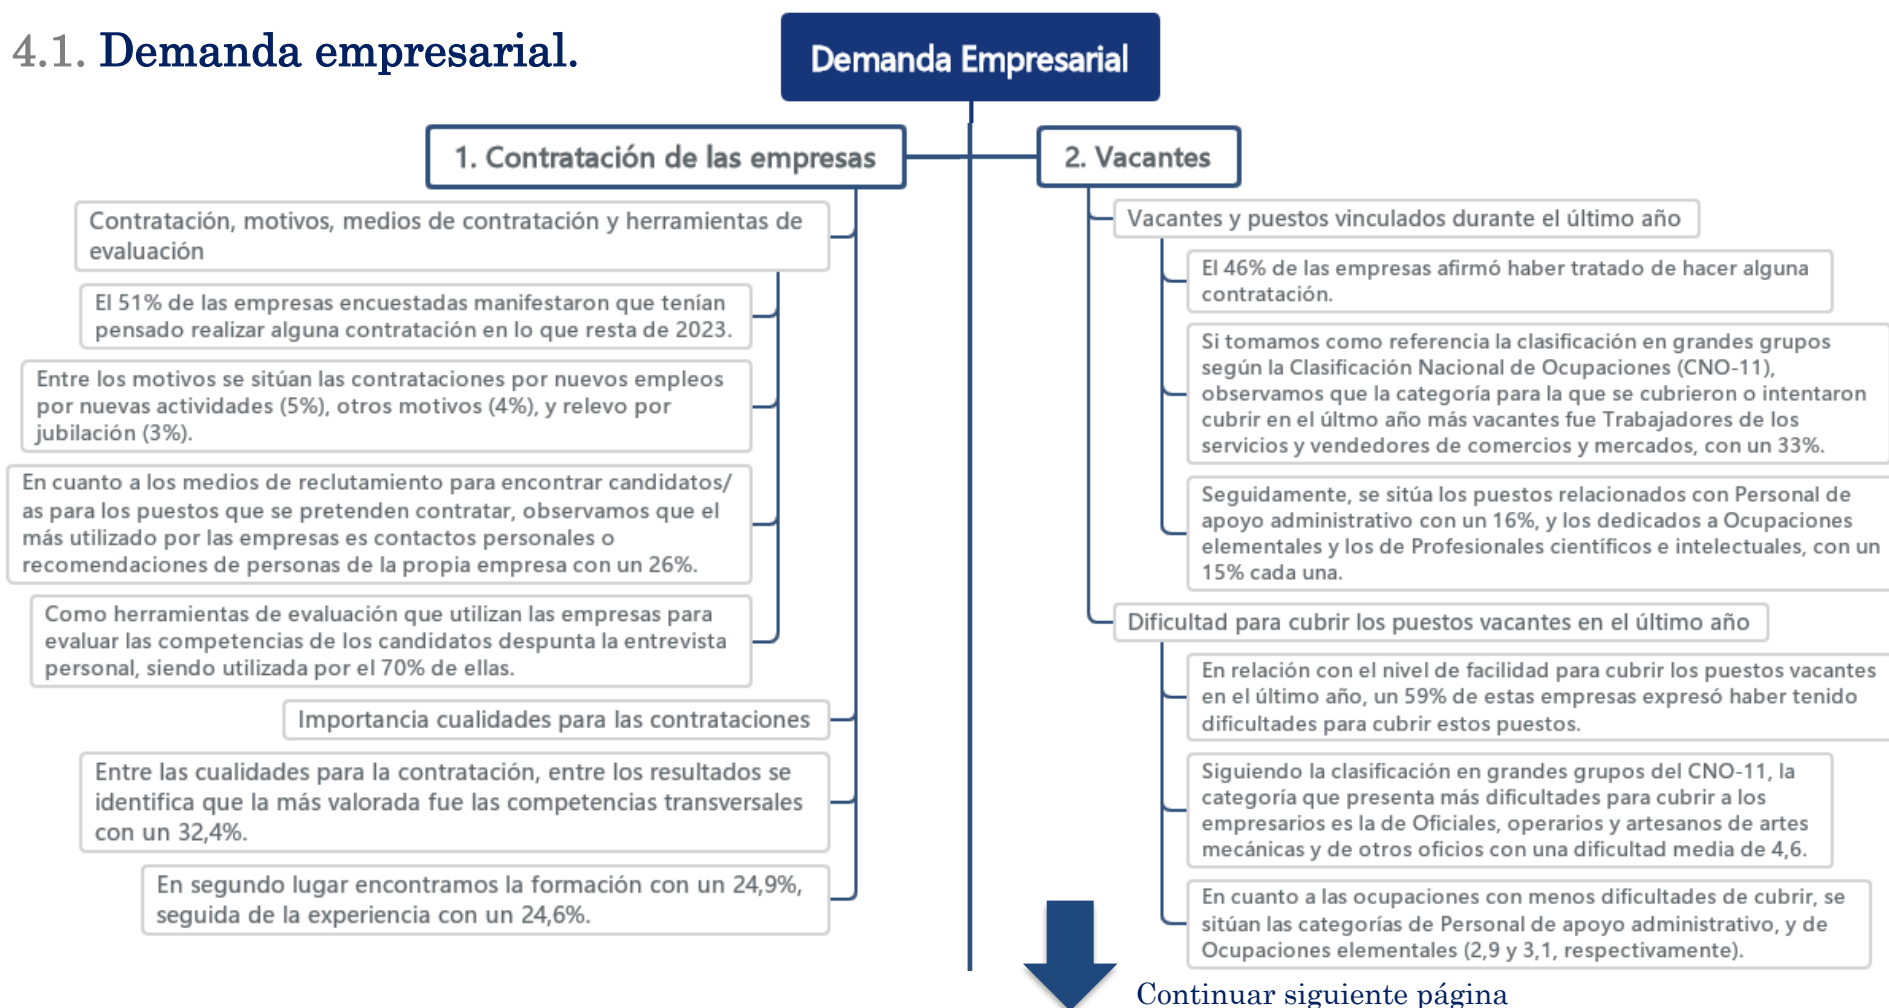 4.1. Demanda empresarial.
Demanda Empresarial
1. Contratación de las empresas
Contratación, motivos, medios de contratación y herramientas de
evaluación
El 51% de las empresas encuestadas manifestaron que tenían
pensado realizar alguna contratación en lo que resta de 2023.
Entre los motivos se sitúan las contrataciones por nuevos empleos
por nuevas actividades (5%), otros motivos (4%), y relevo por
jubilación (3%).
En cuanto a los medios de reclutamiento para encontrar candidatos/
as para los puestos que se pretenden contratar, observamos que el
más utilizado por las empresas es contactos personales o
recomendaciones de personas de la propia empresa con un 26%.
Como herramientas de evaluación que utilizan las empresas para
evaluar las competencias de los candidatos despunta la entrevista
personal, siendo utilizada por el 70% de ellas.
Importancia cualidades para las contrataciones
Entre las cualidades para la contratación, entre los resultados se
identifica que la más valorada fue las competencias transversales
con un 32,4%.
En segundo lugar encontramos la formación con un 24,9%,
seguida de la experiencia con un 24,6%.
2. Vacantes
Vacantes y puestos vinculados durante el último año
El 46% de las empresas afirmó haber tratado de hacer alguna
contratación.
Si tomamos como referencia la clasificación en grandes grupos
según la Clasificación Nacional de Ocupaciones (CNO-11),
observamos que la categoría para la que se cubrieron o intentaron
cubrir en el últmo año más vacantes fue Trabajadores de los
servicios y vendedores de comercios y mercados, con un 33%.
Seguidamente, se sitúa los puestos relacionados con Personal de
apoyo administrativo con un 16%, y los dedicados a Ocupaciones
elementales y los de Profesionales científicos e intelectuales, con un
15% cada una.
Dificultad para cubrir los puestos vacantes en el último año
En relación con el nivel de facilidad para cubrir los puestos vacantes
en el último año, un 59% de estas empresas expresó haber tenido
dificultades para cubrir estos puestos.
Siguiendo la clasificación en grandes grupos del CNO-11, la
categoría que presenta más dificultades para cubrir a los
empresarios es la de Oficiales, operarios y artesanos de artes
mecánicas y de otros oficios con una dificultad media de 4,6.
En cuanto a las ocupaciones con menos dificultades de cubrir, se
sitúan las categorías de Personal de apoyo administrativo, y de
Ocupaciones elementales (2,9 y 3,1, respectivamente).
Continuar siguiente página